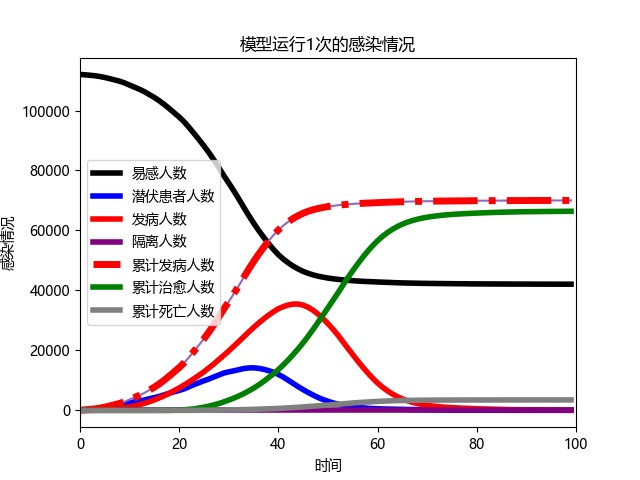 模型运行1次的感染情况
感染情况
100000
80000
60000
40000
20000
0
易感人数
潜伏患者人数
发病人数
隔离人数
累计发病人数
累计治愈人数
累计死亡人数
0 20 40 60 80 100
时间